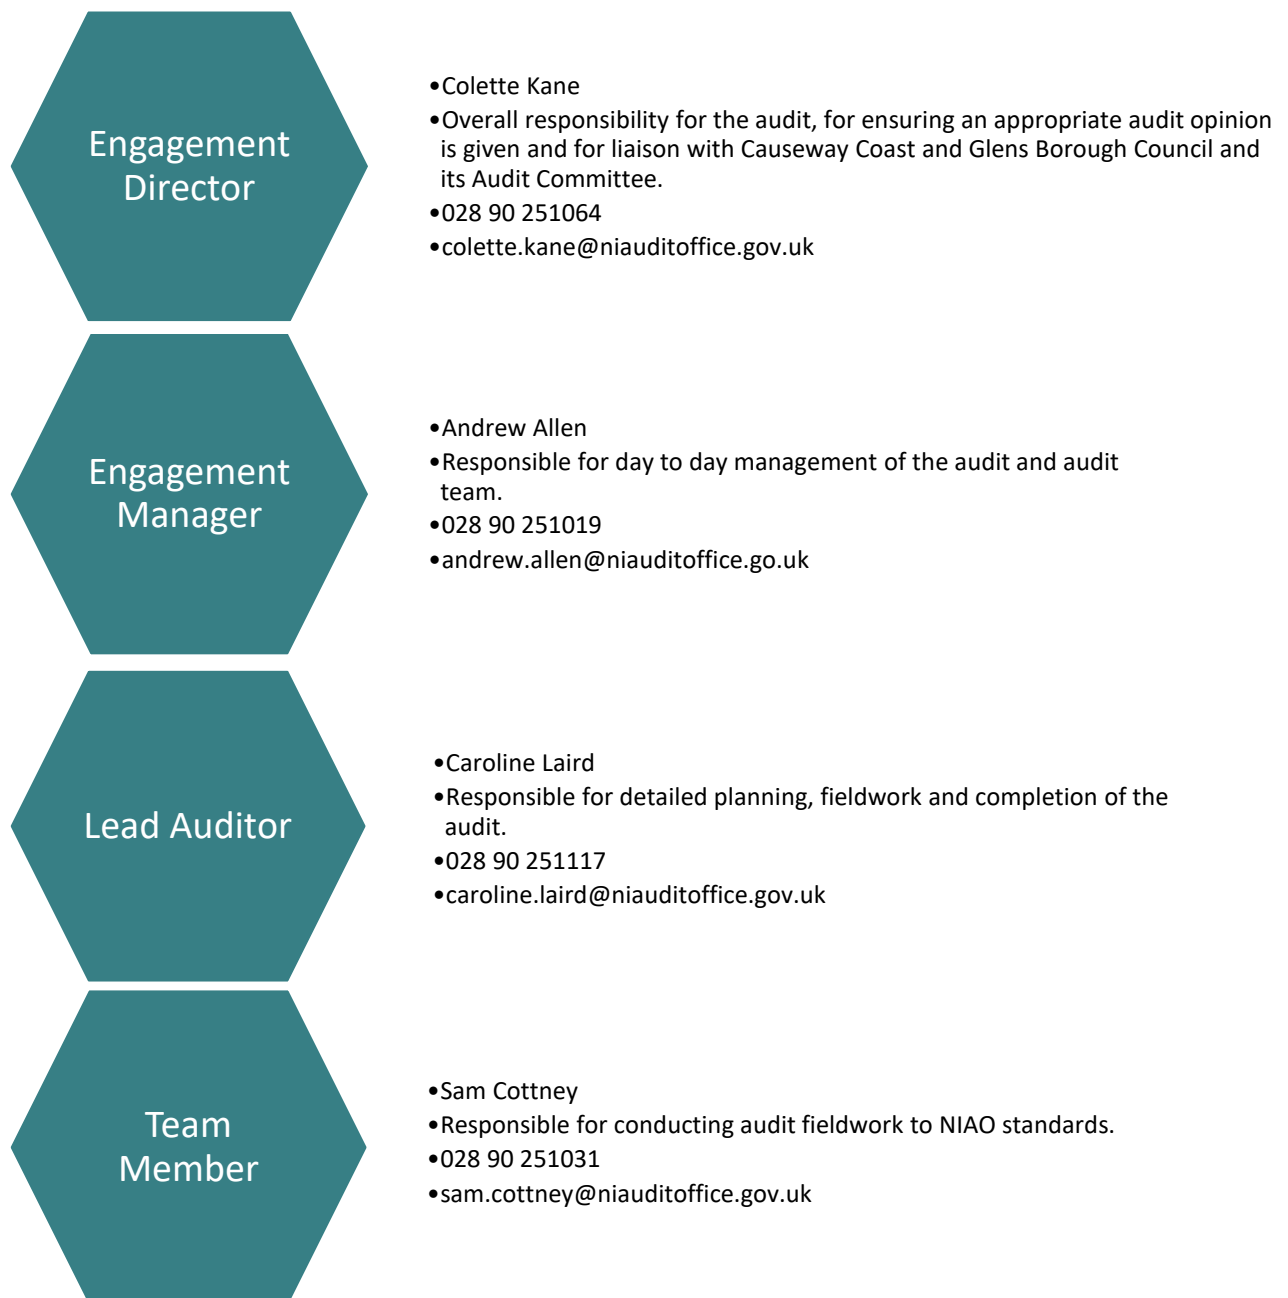 Engagement
Director
•Colette Kane
•Overall responsibility for the audit, for ensuring an appropriate audit opinion
is given and for liaison with Causeway Coast and Glens Borough Council and
its Audit Committee.
•028 90 251064
•colette.kane@niauditoffice.gov.uk
Engagement
Manager
•Andrew Allen
•Responsible for day to day management of the audit and audit
team.
•028 90 251019
•andrew.allen@niauditoffice.go.uk
Lead Auditor
•Caroline Laird
•Responsible for detailed planning, fieldwork and completion of the
audit.
•028 90 251117
•caroline.laird@niauditoffice.gov.uk
Team
Member
•Sam Cottney
•Responsible for conducting audit fieldwork to NIAO standards.
•028 90 251031
•sam.cottney@niauditoffice.gov.uk